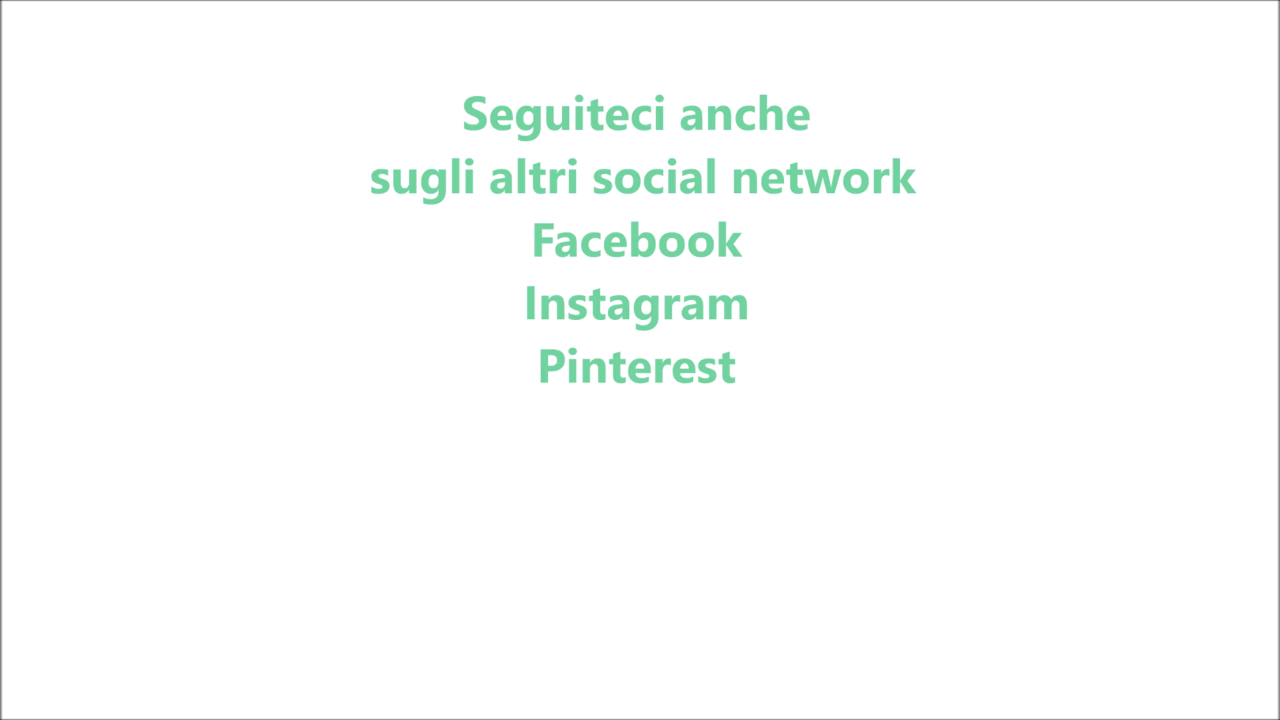 Seguiteci anche
sugli altri social network
Facebook
Instagram
Pinterest